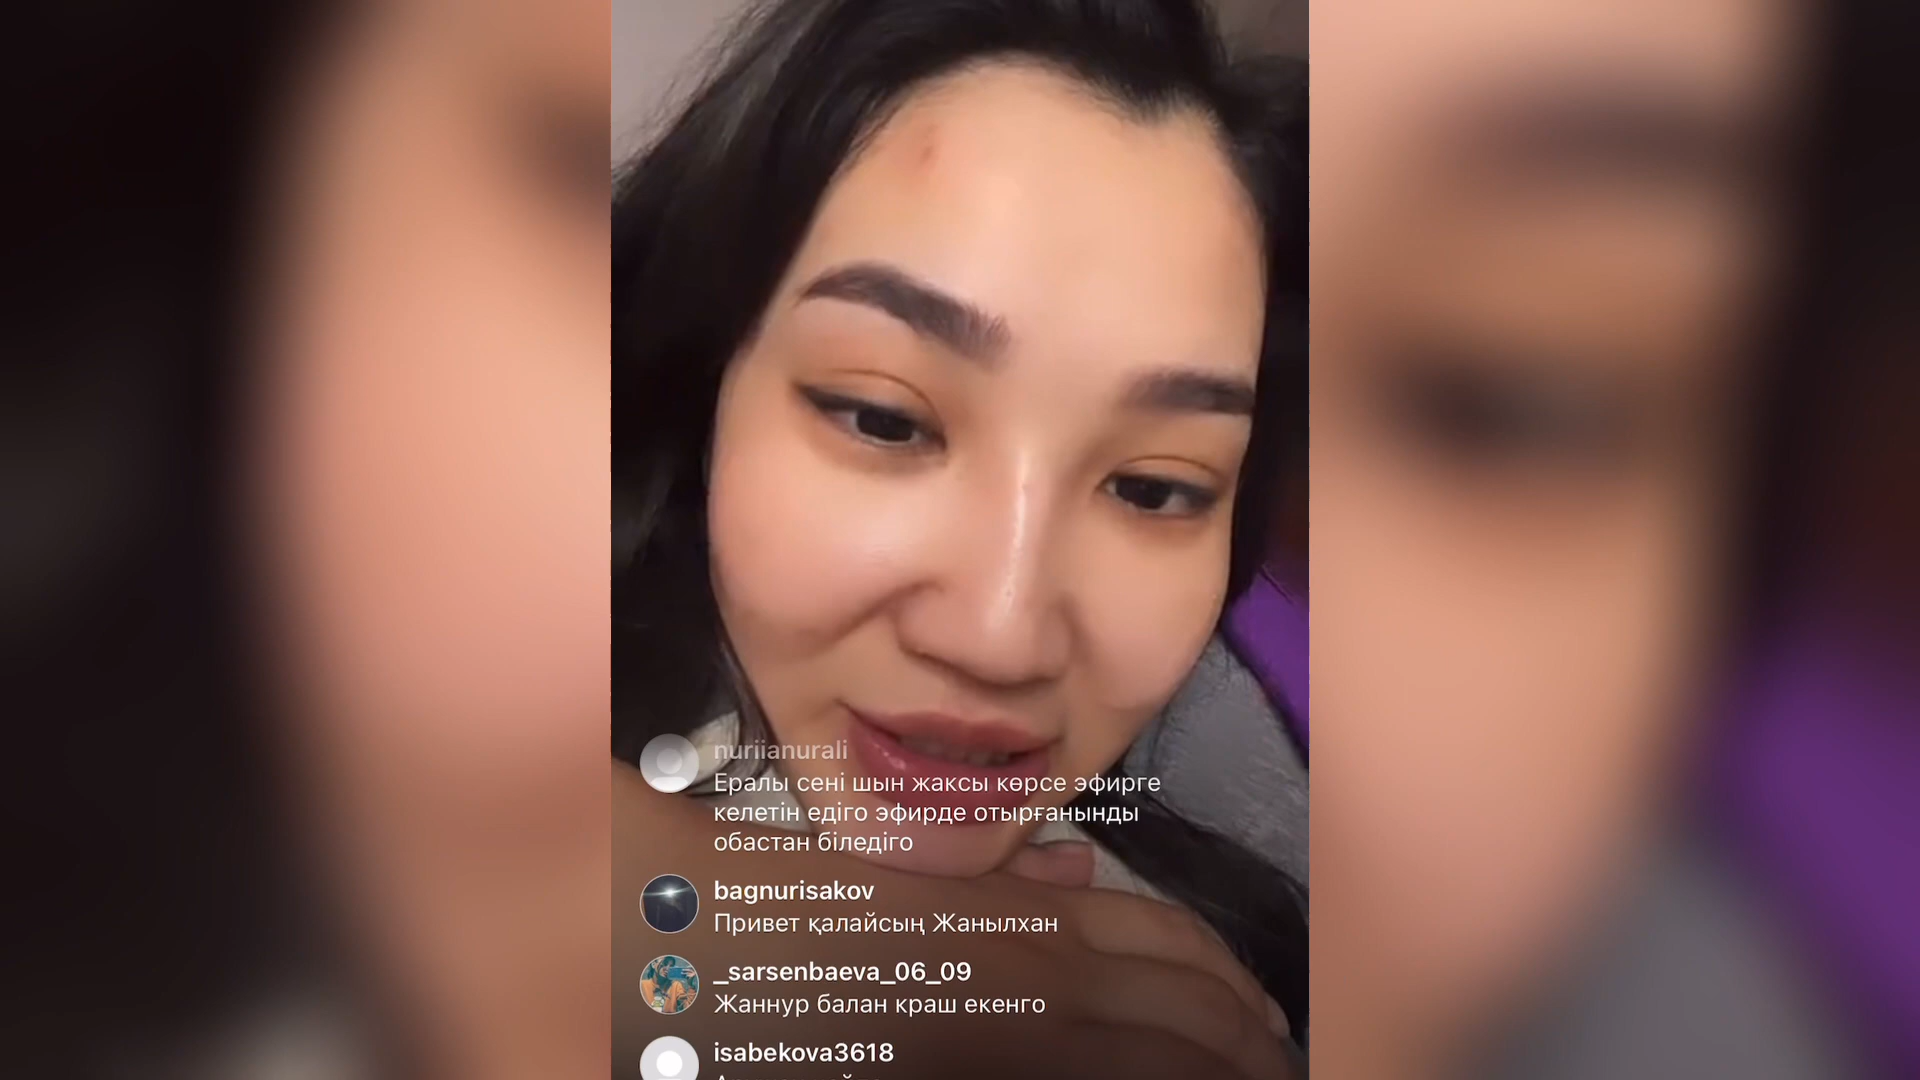 nuriianurali
Ералы сені шын жаксы көрсе эфирге
келетін едіго эфирде отырғанынды
обастан біледіго
bagnurisakov
Привет қалайсың Жанылхан
_sarsenbaeva_06_09
Жаннур балан краш екенго
isabekova3618